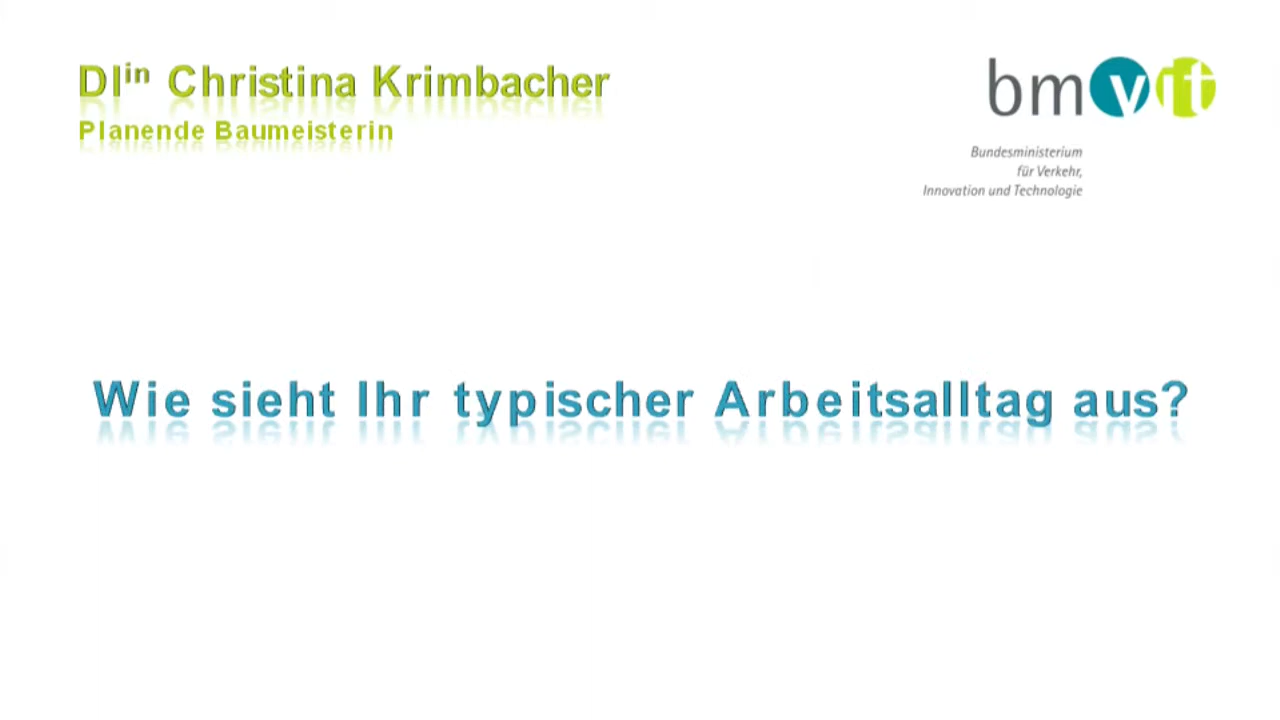 DIⁱⁿ Christina Krimbacher
Planende Baumeisterin
bmvit
Bundesministerium
für Verkehr,
Innovation und Technologie
Wie sieht Ihr typischer Arbeitsalltag aus?